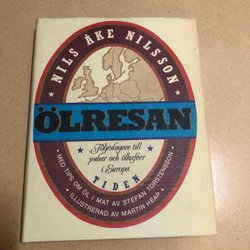 NILS ÅKE NILSSON
ÖLRESAN
Följeslagare till
pubar och ölkaféer
i Europa
TIDEN
• MED TIPS OM ÖL I MAT AV STEFAN TORSTENSSON •
ILLUSTRERAD AV MARTIN HEAP